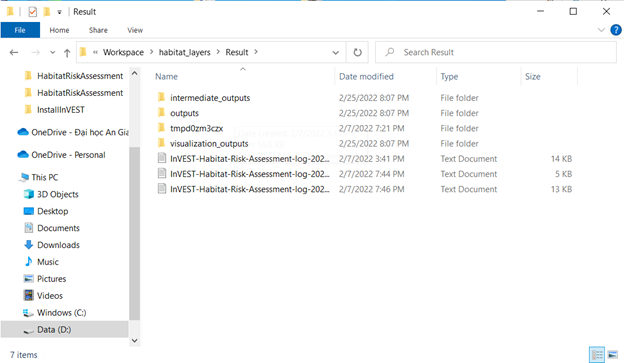 Result
File Home Share View
« Workspace > habitat_layers > Result > Search Result
Name Date modified Type Size
HabitatRiskAssessment
HabitatRiskAssessment
InstallInVEST
OneDrive - Đại học An Gia
OneDrive - Personal
This PC
3D Objects
Desktop
Documents
Downloads
Music
Pictures
Videos
Windows (C:)
Data (D:)
intermediate_outputs 2/25/2022 8:07 PM File folder
outputs 2/25/2022 8:07 PM File folder
tmpd0zm3czx 2/7/2022 7:21 PM File folder
visualization_outputs 2/25/2022 8:07 PM File folder
InVEST-Habitat-Risk-Assessment-log-202... 2/7/2022 3:41 PM Text Document 14 KB
InVEST-Habitat-Risk-Assessment-log-202... 2/7/2022 7:44 PM Text Document 5 KB
InVEST-Habitat-Risk-Assessment-log-202... 2/7/2022 7:46 PM Text Document 13 KB
7 items